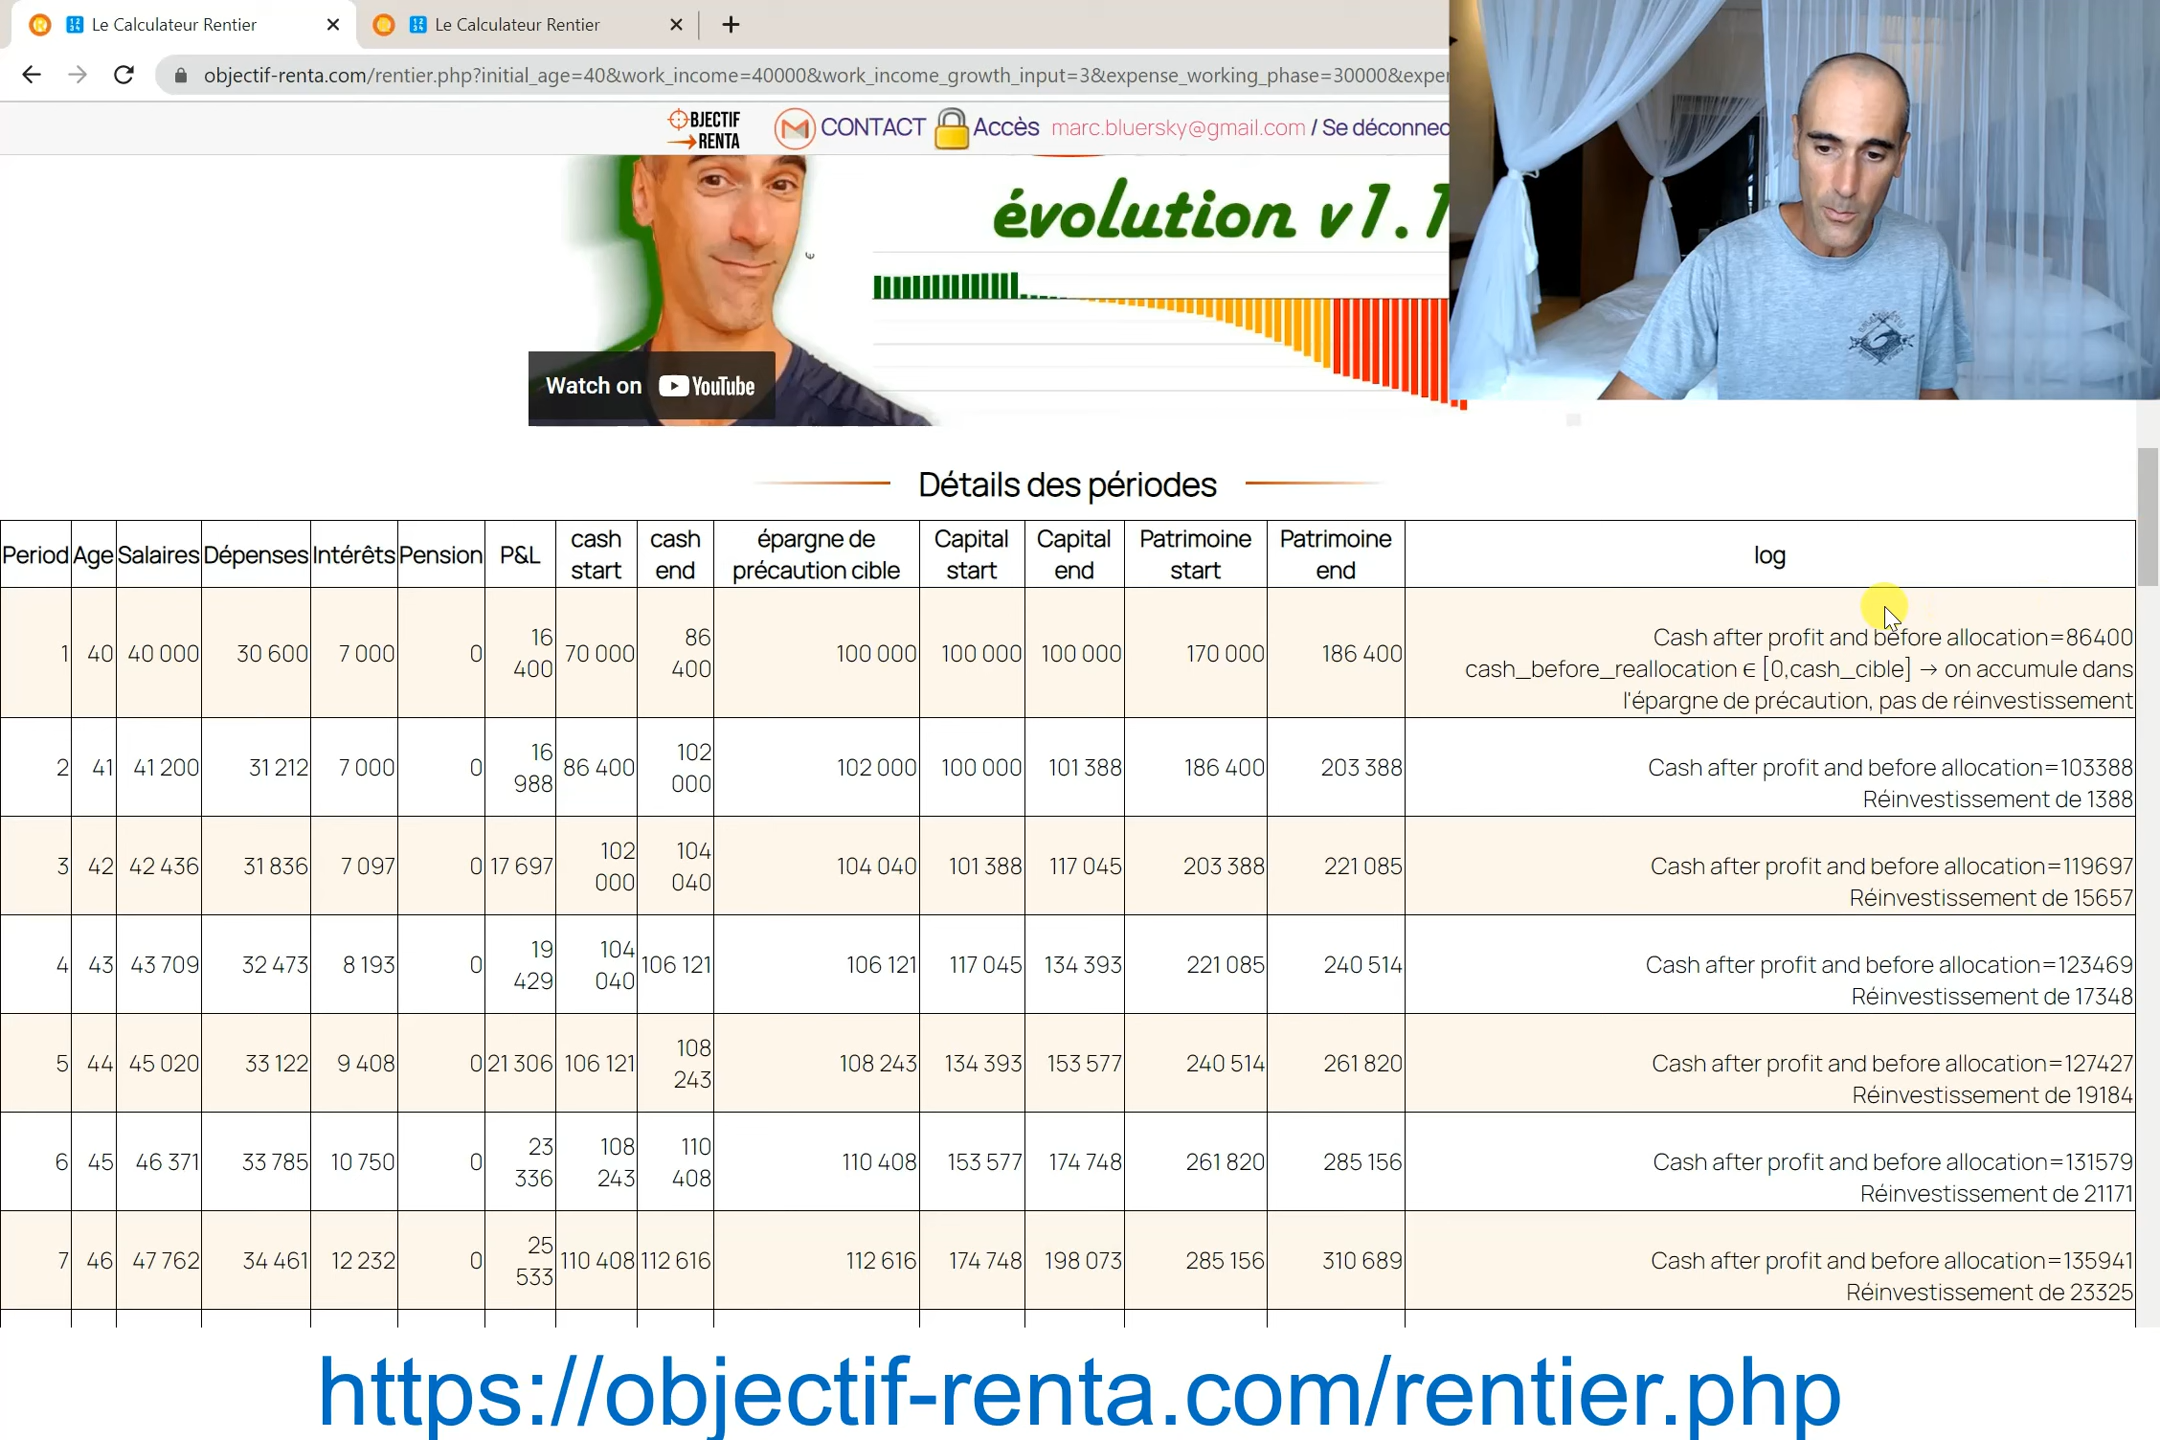 Le Calculateur Rentier
Le Calculateur Rentier
objectif-renta.com/rentier.php?initial_age=40&work_income=40000&work_income_growth_input=3&expense_working_phase=30000&exper
OBJECTIF
RENTA
CONTACT
Accès
marc.bluersky@gmail.com / Se déconnec
évolution v1.1
€
Watch on YouTube
Détails des périodes
Period Age Salaires Dépenses Intérêts Pension P&L cash start cash end épargne de précaution cible Capital start Capital end Patrimoine start Patrimoine end log
1 40 40 000 30 600 7 000 0 16 400 70 000 86 400 100 000 100 000 100 000 170 000 186 400 Cash after profit and before allocation=86400
cash_before_reallocation ∈ [0,cash_cible] → on accumule dans
l'épargne de précaution, pas de réinvestissement
2 41 41 200 31 212 7 000 0 16 988 86 400 102 000 102 000 100 000 101 388 186 400 203 388 Cash after profit and before allocation=103388
Réinvestissement de 1388
3 42 42 436 31 836 7 097 0 17 697 102 000 104 040 104 040 101 388 117 045 203 388 221 085 Cash after profit and before allocation=119697
Réinvestissement de 15657
4 43 43 709 32 473 8 193 0 19 429 104 040 106 121 106 121 117 045 134 393 221 085 240 514 Cash after profit and before allocation=123469
Réinvestissement de 17348
5 44 45 020 33 122 9 408 0 21 306 106 121 108 243 108 243 134 393 153 577 240 514 261 820 Cash after profit and before allocation=127427
Réinvestissement de 19184
6 45 46 371 33 785 10 750 0 23 336 108 243 110 408 110 408 153 577 174 748 261 820 285 156 Cash after profit and before allocation=131579
Réinvestissement de 21171
7 46 47 762 34 461 12 232 0 25 533 110 408 112 616 112 616 174 748 198 073 285 156 310 689 Cash after profit and before allocation=135941
Réinvestissement de 23325
https://objectif-renta.com/rentier.php